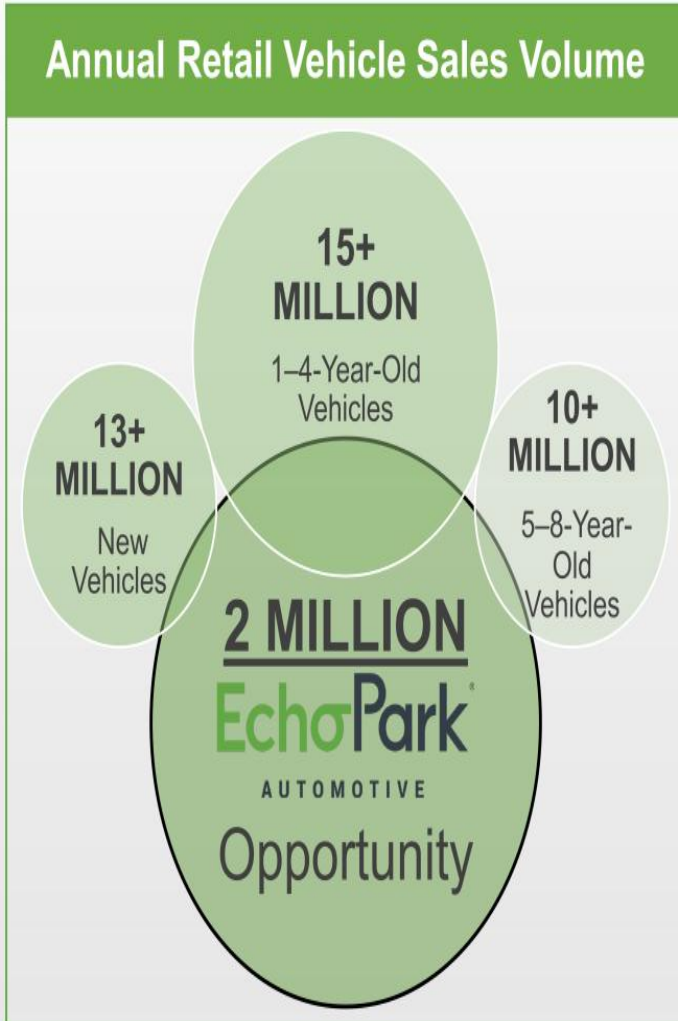 Annual Retail Vehicle Sales Volume
15+
MILLION
1–4-Year-Old
Vehicles
13+
MILLION
New
Vehicles
10+
MILLION
5–8-Year-
Old
Vehicles
2 MILLION
EchoPark®
AUTOMOTIVE
Opportunity